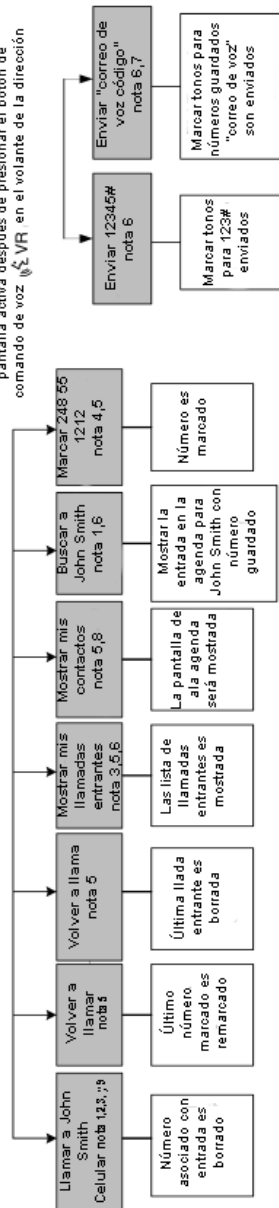 pantalla activa después de presionar el botón de
comando de voz VR en el volante de la dirección
Llamar a John
Smith
Celular nota 1,2,3, y 9
Número
asociado con
entrada es
borrado
Volver a
llamar
nota 5
Último
número
marcado es
remarcado
Volver a llama
nota 5
Última llada
entrante es
borrada
Mostrar mis
llamadas
entrantes
nota 3,5,6
Las lista de
llamadas
entrantes es
mostrada
Mostrar mis
contactos
nota 5,8
La pantalla de
ala agenda
será mostrada
Buscar a
John Smith
nota 1,6
Mostrar la
entrada en la
agenda para
John Smith con
número
guardado
Marcar 248 55
1212
nota 4,5
Número es
marcado
Enviar 12345#
nota 6
Marcar tonos
para 123#
enviados
Enviar "correo de
voz código"
nota 6,7
Marcar tonos para
números guardados
"correo de voz"
son enviados